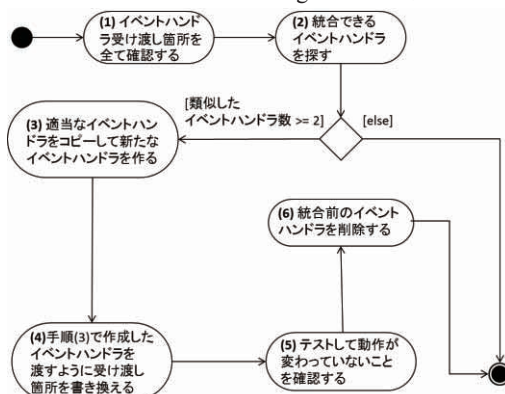 (1) イベントハンド
ラ受け渡し箇所を
全て確認する
(2) 統合できる
イベントハンドラ
を探す
[類似した
イベントハンドラ数 >= 2]
[else]
(3) 適当なイベントハン
ドラをコピーして新たな
イベントハンドラを作る
(6) 統合前のイベント
ハンドラを削除する
(4)手順(3)で作成した
イベントハンドラを
渡すように受け渡し
箇所を書き換える
(5) テストして動作が
変わっていないこと
を確認する